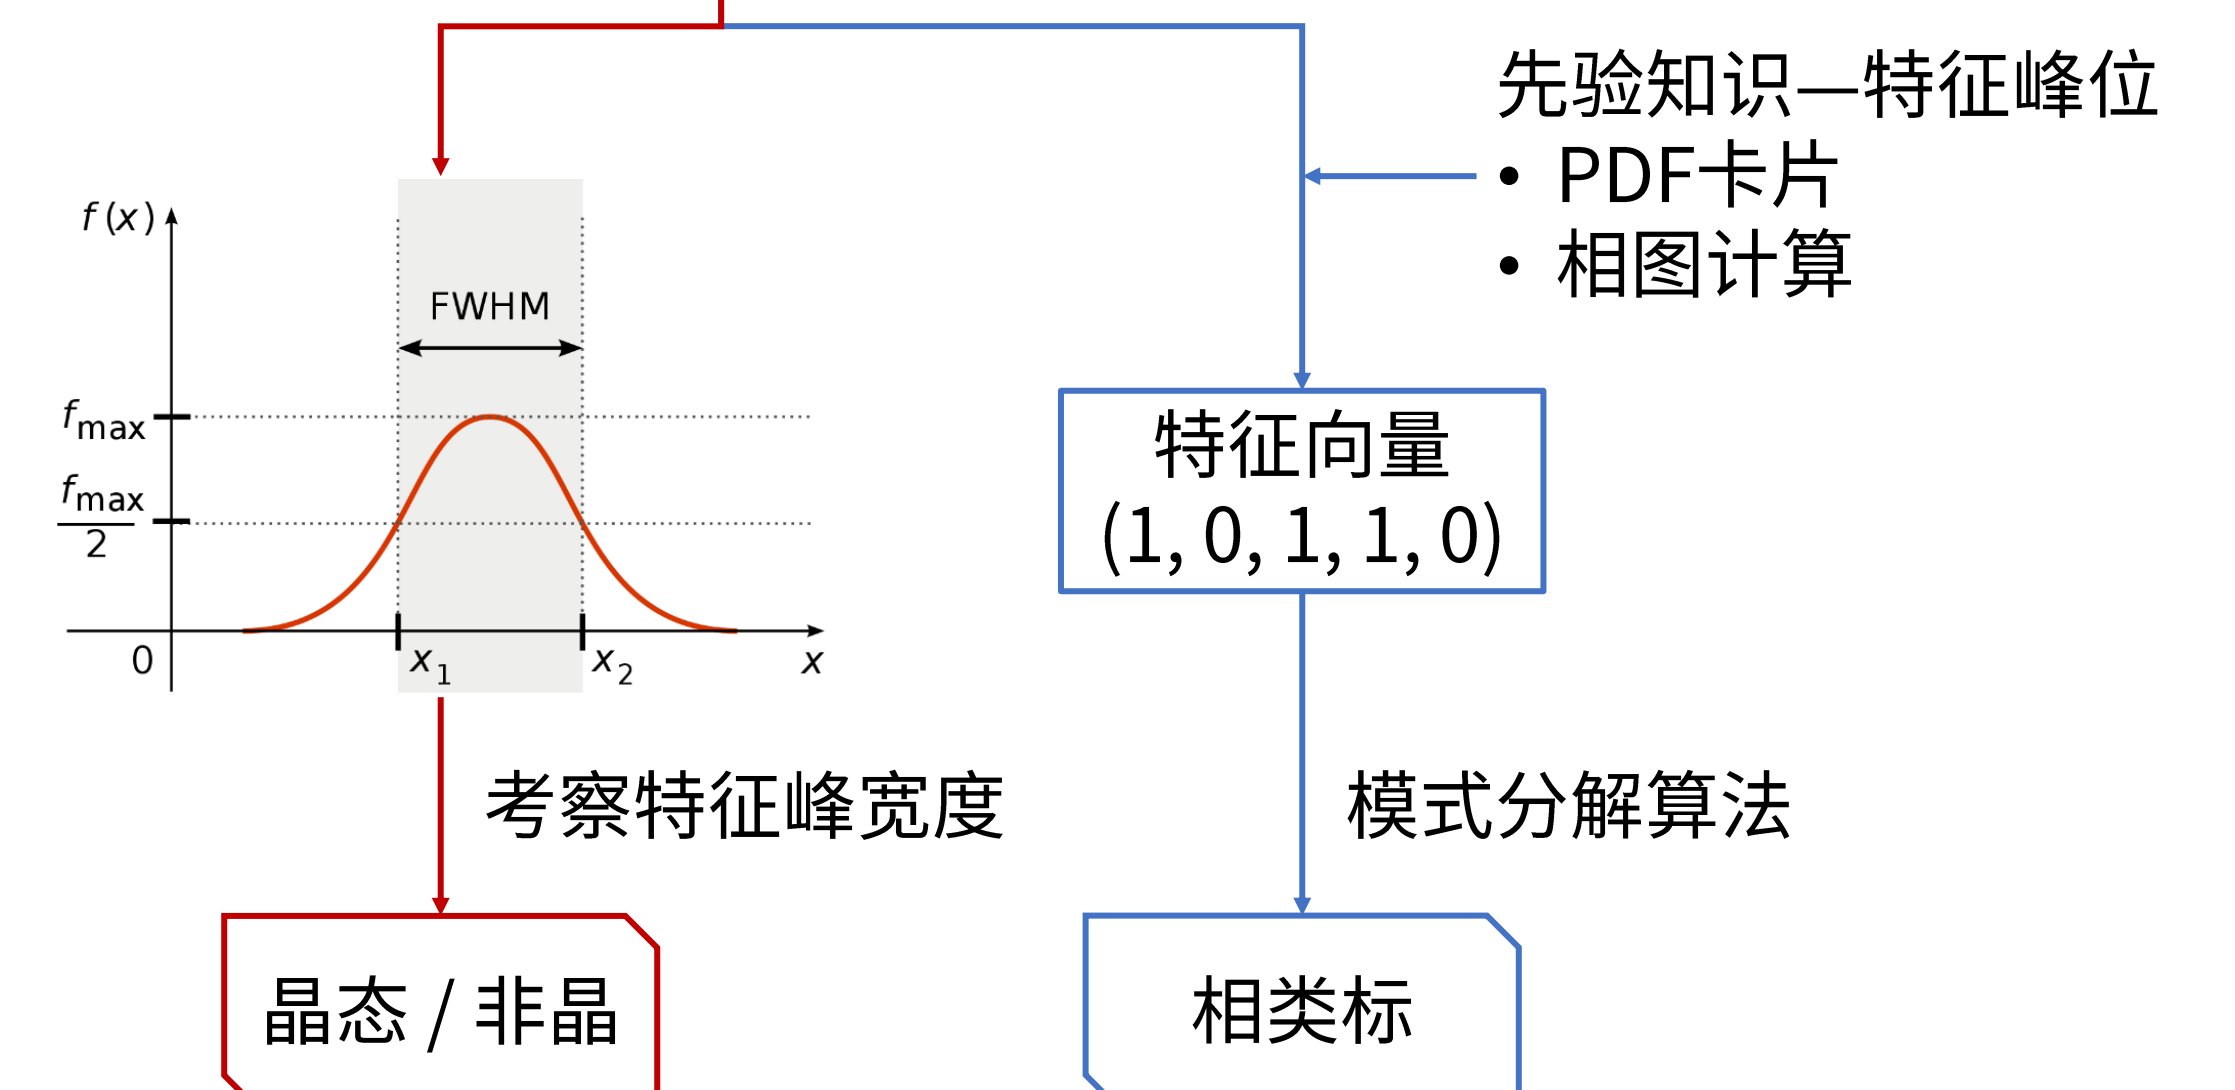 先验知识—特征峰位
• PDF卡片
• 相图计算
f (x)
FWHM
fmax
fmax
2
0
x1
x2
x
特征向量
(1, 0, 1, 1, 0)
考察特征峰宽度
模式分解算法
晶态 / 非晶
相类标